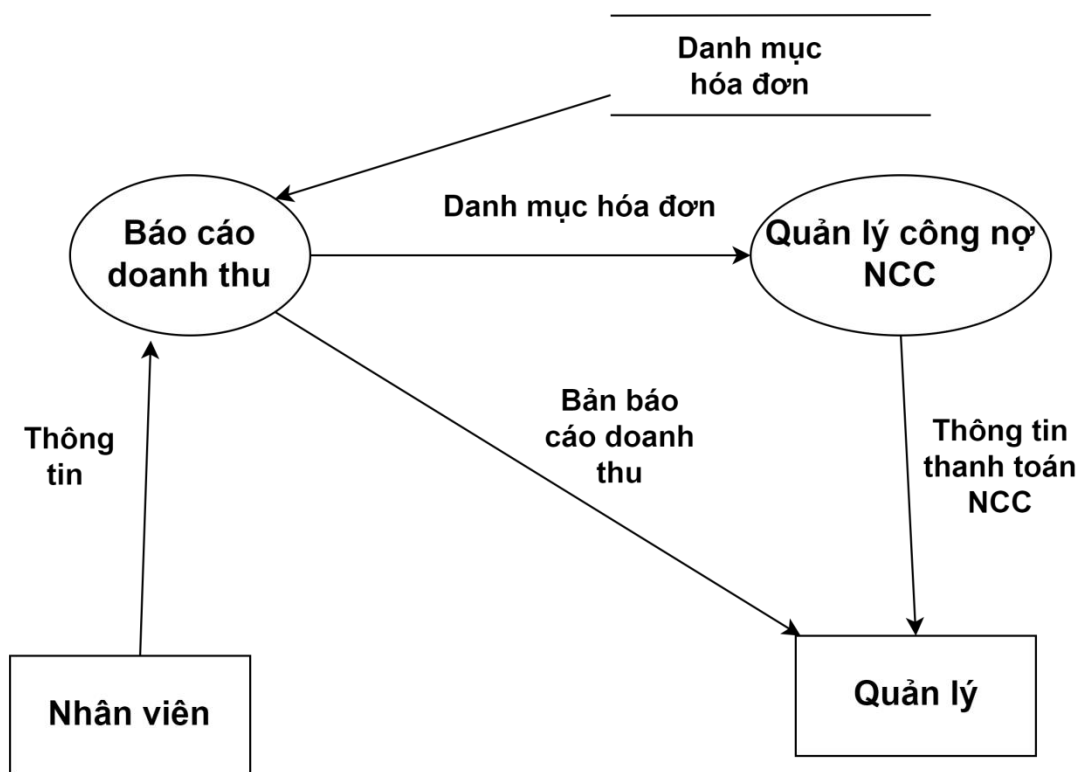 Danh mục
hóa đơn
Danh mục hóa đơn
Báo cáo
doanh thu
Quản lý công nợ
NCC
Bản báo
cáo doanh
thu
Thông
tin
Thông tin
thanh toán
NCC
Nhân viên
Quản lý